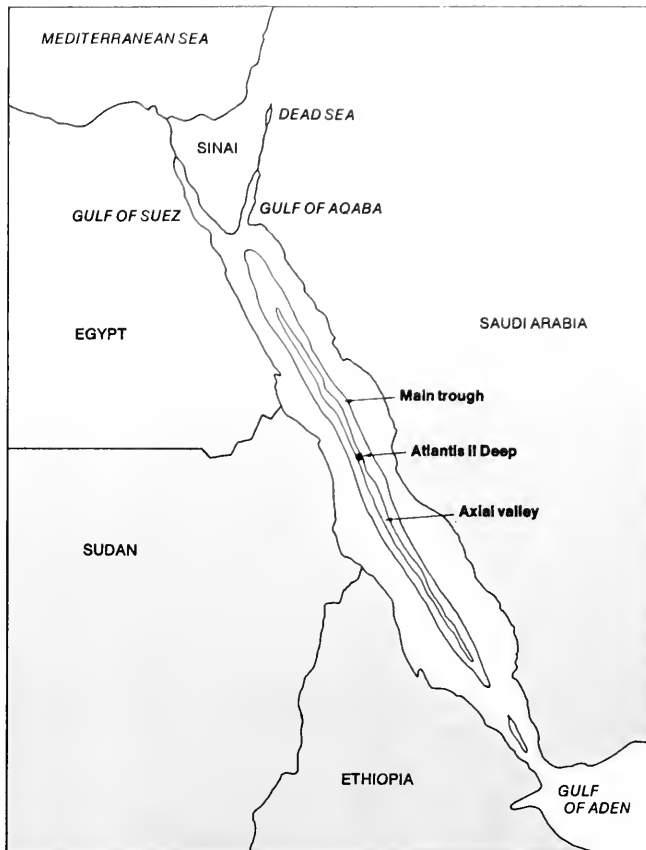 MEDITERRANEAN SEA
DEAD SEA
SINAI
GULF OF SUEZ
GULF OF AQABA
SAUDI ARABIA
EGYPT
Main trough
Atlantis II Deep
Axial valley
SUDAN
ETHIOPIA
GULF
OF ADEN